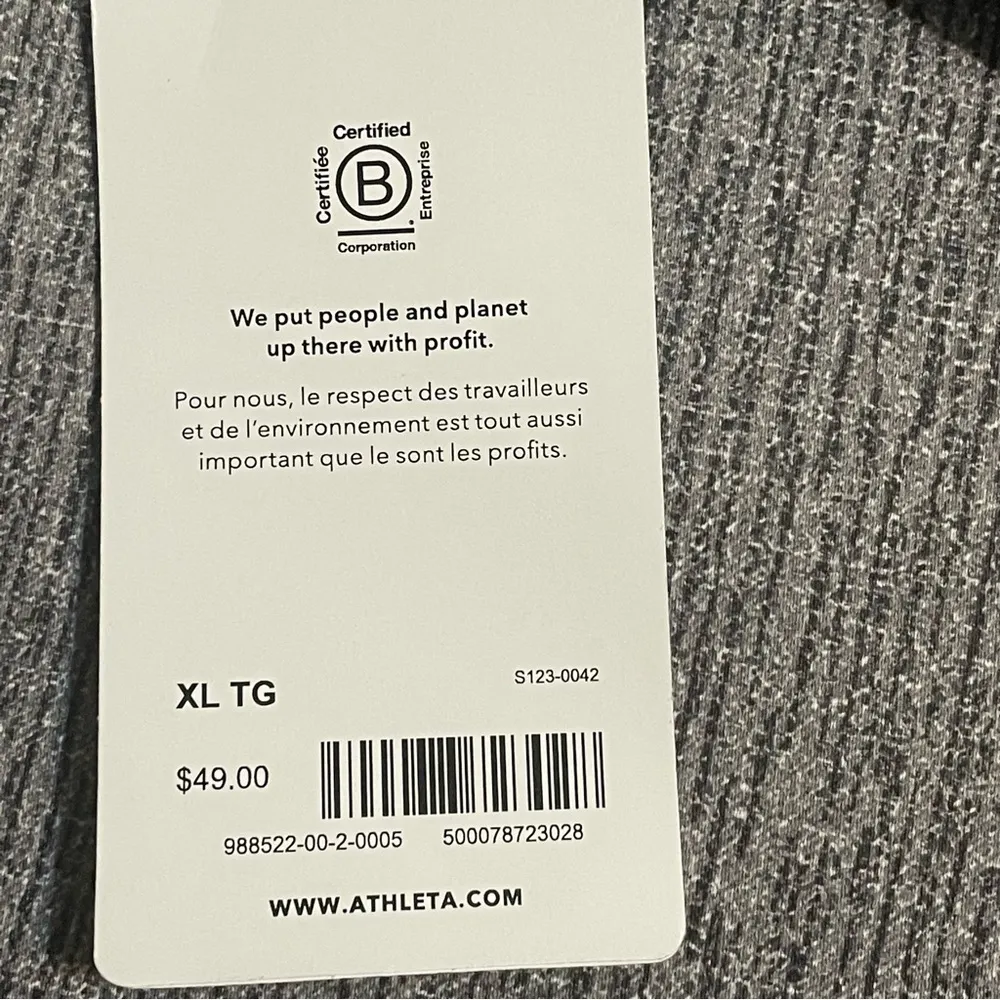 Certified
Certifiée
B
Entreprise
Corporation
We put people and planet
up there with profit.
Pour nous, le respect des travailleurs
et de l'environnement est tout aussi
important que le sont les profits.
XL TG
S123-0042
$49.00
988522-00-2-0005 500078723028
WWW.ATHLETA.COM